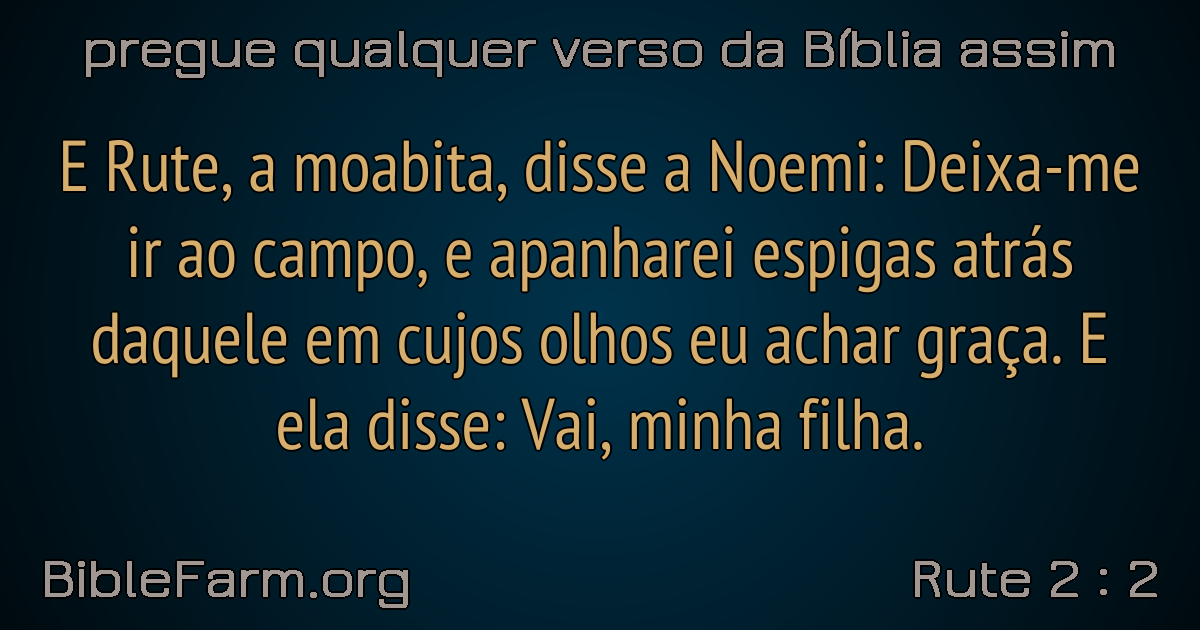 pregue qualquer verso da Bíblia assim
E Rute, a moabita, disse a Noemi: Deixa-me
ir ao campo, e apanharei espigas atrás
daquele em cujos olhos eu achar graça. E
ela disse: Vai, minha filha.
BibleFarm.org
Rute 2 : 2